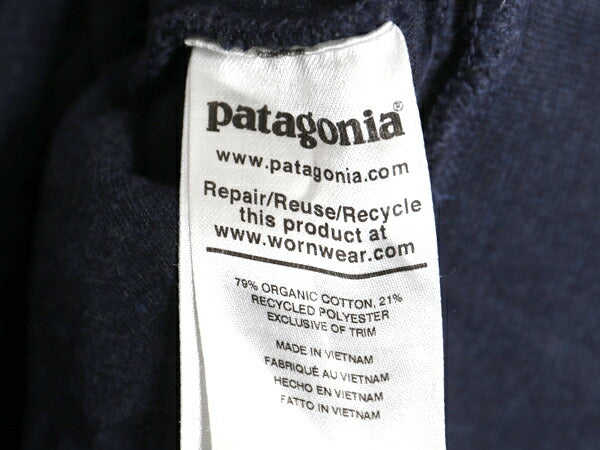 patagonia®
www.patagonia.com
Repair/Reuse/Recycle
this product at
www.wornwear.com
79% ORGANIC COTTON, 21%
RECYCLED POLYESTER
EXCLUSIVE OF TRIM
MADE IN VIETNAM
FABRIQUÉ AU VIETNAM
HECHO EN VIETNAM
FATTO IN VIETNAM